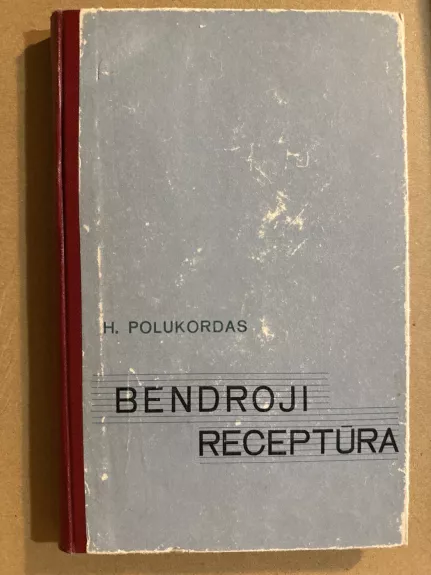 H. POLUKORDAS
BENDROJI
RECEPTŪRA